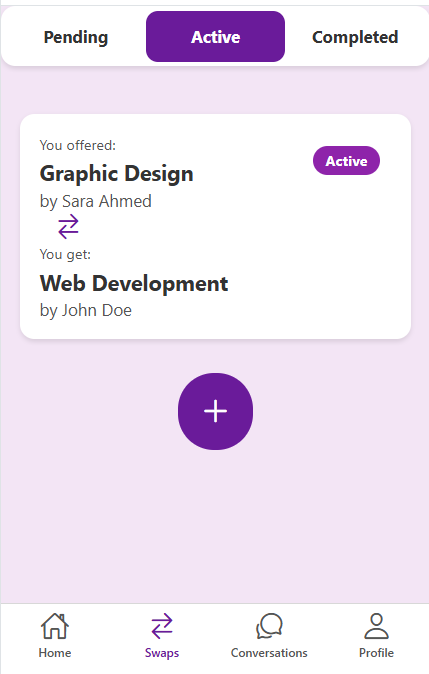 Pending Active Completed
You offered:
Active
Graphic Design
by Sara Ahmed
You get:
Web Development
by John Doe
Home Swaps Conversations Profile